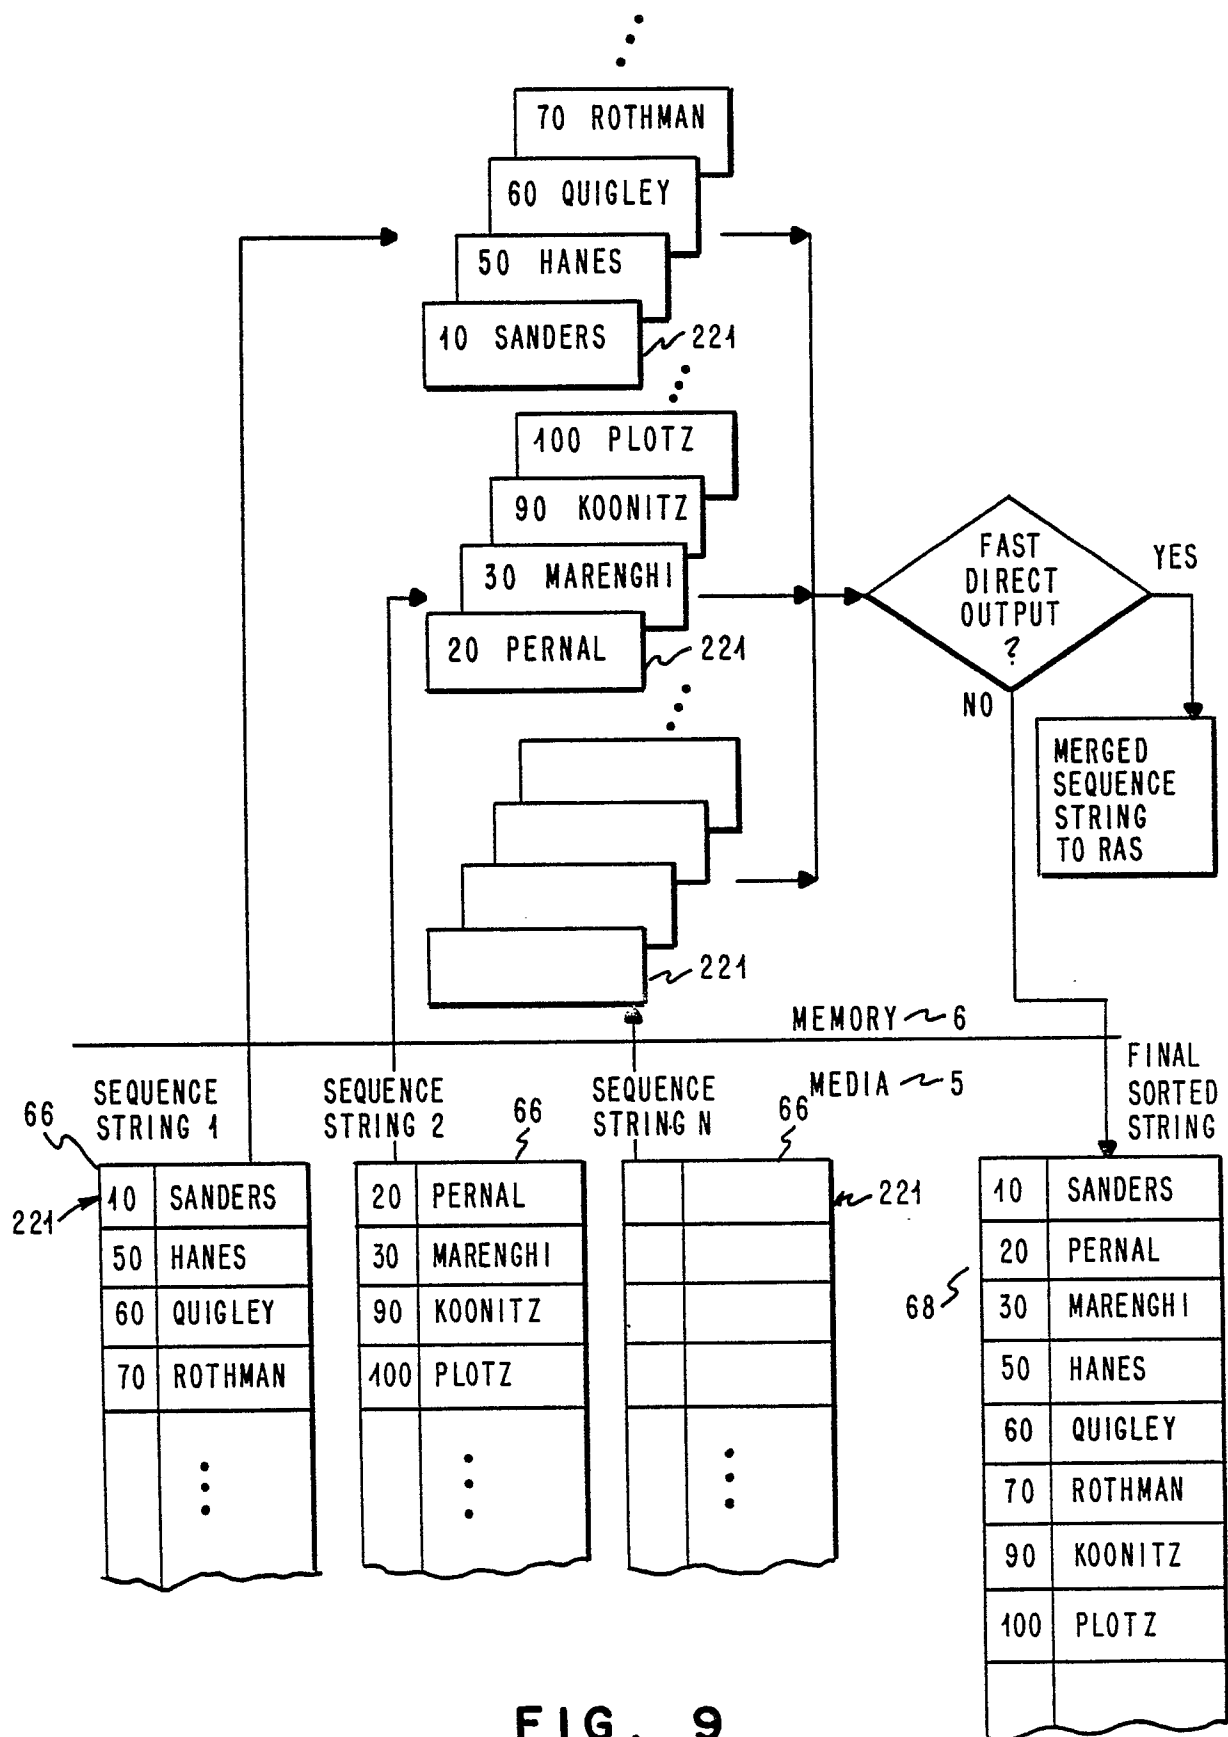 70 ROTHMAN
60 QUIGLEY
50 HANES
10 SANDERS
221
100 PLOTZ
90 KOONITZ
30 MARENGHI
20 PERNAL
221
FAST
DIRECT
OUTPUT
?
YES
NO
MERGED
SEQUENCE
STRING
TO RAS
221
MEMORY 6
MEDIA 5
SEQUENCE
STRING 1
66
221
10 SANDERS
50 HANES
60 QUIGLEY
70 ROTHMAN
SEQUENCE
STRING 2
66
20 PERNAL
30 MARENGHI
90 KOONITZ
100 PLOTZ
SEQUENCE
STRING N
66
221
FINAL
SORTED
STRING
68
10 SANDERS
20 PERNAL
30 MARENGHI
50 HANES
60 QUIGLEY
70 ROTHMAN
90 KOONITZ
100 PLOTZ
FIG. 9